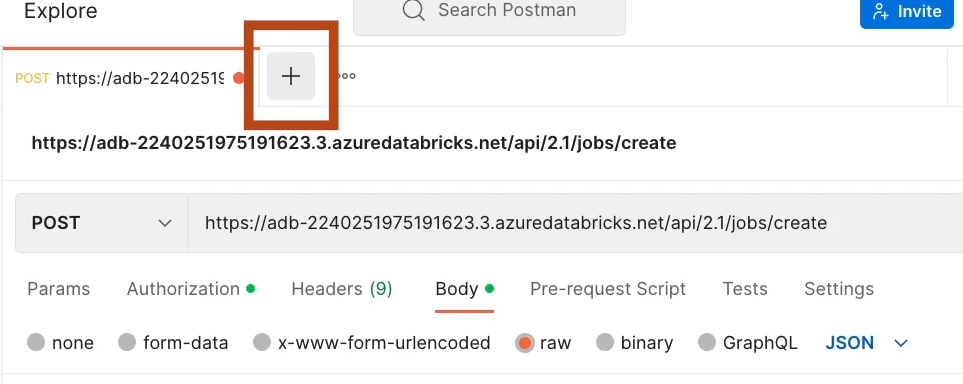 Explore
Search Postman
Invite
POST https://adb-22402519
https://adb-2240251975191623.3.azuredatabricks.net/api/2.1/jobs/create
POST https://adb-2240251975191623.3.azuredatabricks.net/api/2.1/jobs/create
Params Authorization Headers (9) Body Pre-request Script Tests Settings
none form-data x-www-form-urlencoded raw binary GraphQL JSON